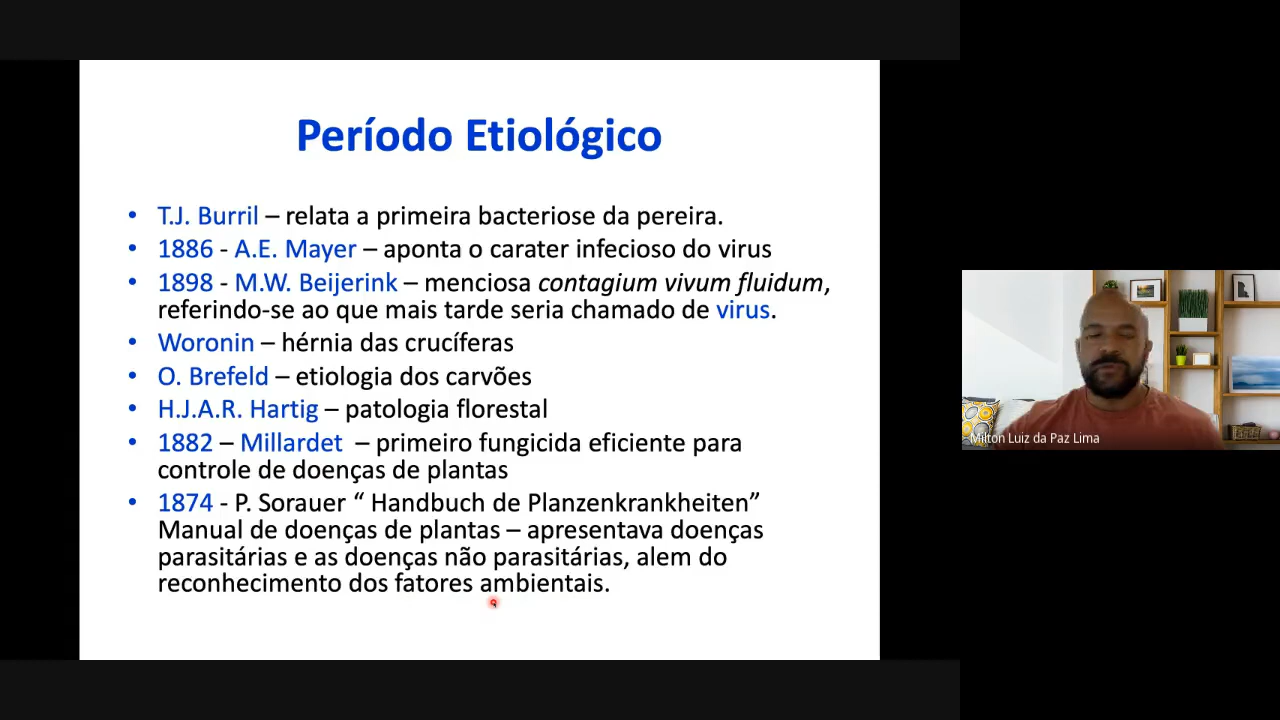 Período Etiológico
• T.J. Burril – relata a primeira bacteriose da pereira.
• 1886 - A.E. Mayer – aponta o carater infecioso do virus
• 1898 - M.W. Beijerink – menciosa contagium vivum fluidum,
referindo-se ao que mais tarde seria chamado de virus.
• Woronin – hérnia das crucíferas
• O. Brefeld – etiologia dos carvões
• H.J.A.R. Hartig – patologia florestal
• 1882 – Millardet – primeiro fungicida eficiente para
controle de doenças de plantas
• 1874 - P. Sorauer “ Handbuch de Planzenkrankheiten”
Manual de doenças de plantas – apresentava doenças
parasitárias e as doenças não parasitárias, alem do
reconhecimento dos fatores ambientais.
Milton Luiz da Paz Lima